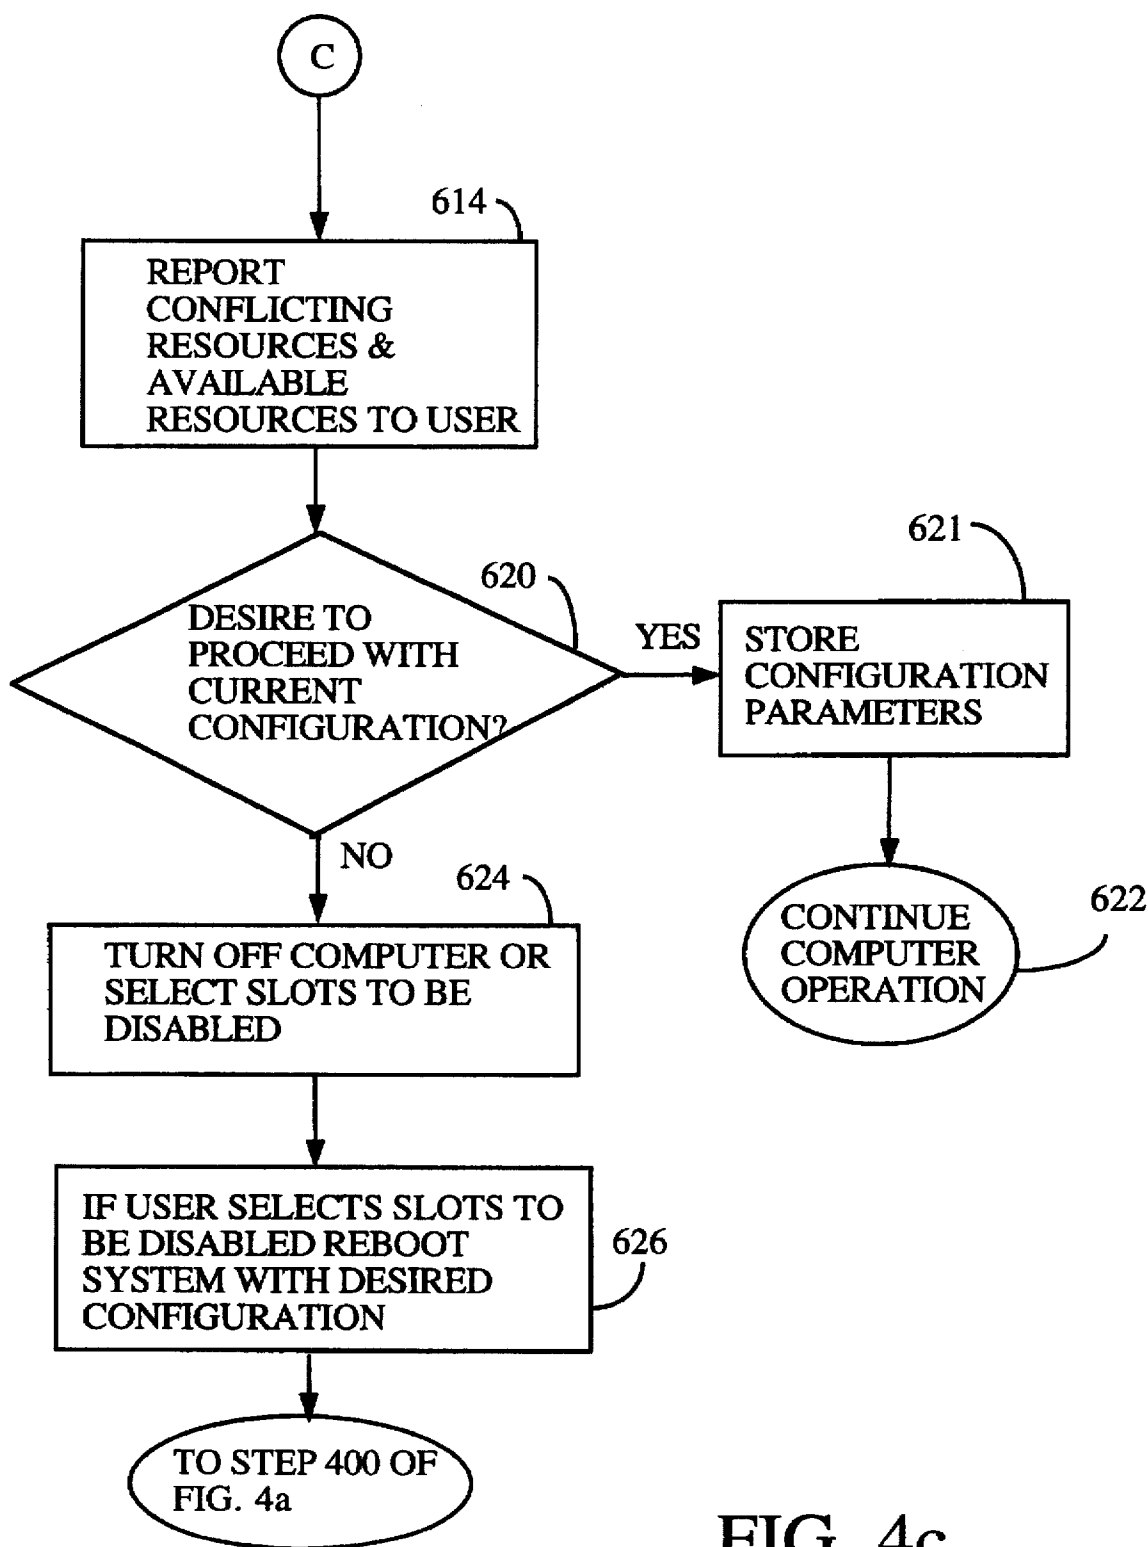 C
614
REPORT
CONFLICTING
RESOURCES &
AVAILABLE
RESOURCES TO USER
620
DESIRE TO
PROCEED WITH
CURRENT
CONFIGURATION?
YES
621
STORE
CONFIGURATION
PARAMETERS
NO
622
CONTINUE
COMPUTER
OPERATION
624
TURN OFF COMPUTER OR
SELECT SLOTS TO BE
DISABLED
626
IF USER SELECTS SLOTS TO
BE DISABLED REBOOT
SYSTEM WITH DESIRED
CONFIGURATION
TO STEP 400 OF
FIG. 4a
FIG. 4c